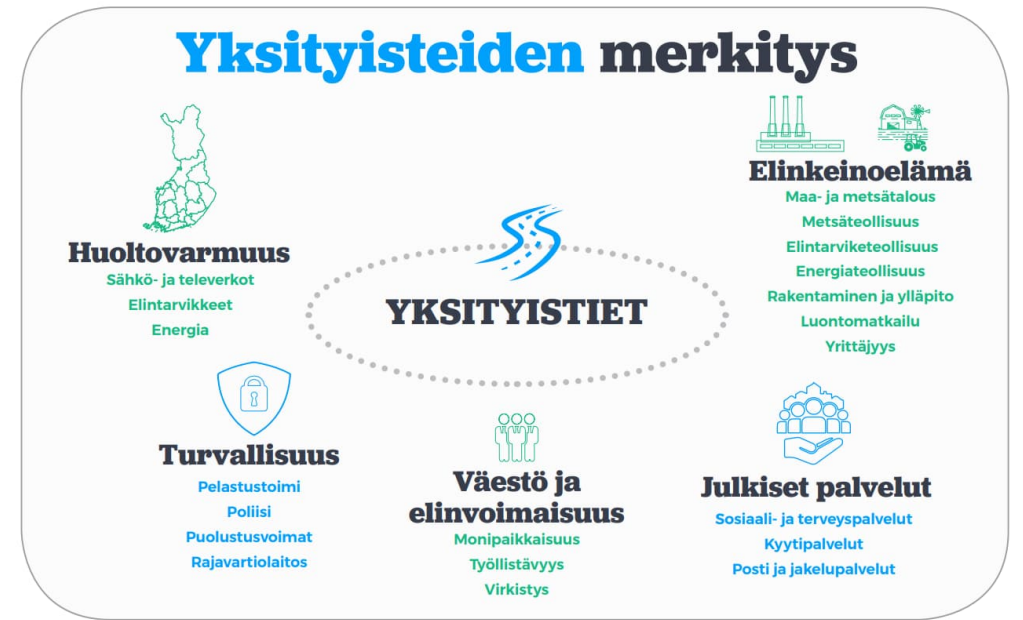 Yksityisteiden merkitys
Huoltovarmuus
Sähkö- ja televerkot
Elintarvikkeet
Energia
YKSITYISTIET
Elinkeinoelämä
Maa- ja metsätalous
Metsäteollisuus
Elintarviketeollisuus
Energiateollisuus
Rakentaminen ja ylläpito
Luontomatkailu
Yrittäjyys
Turvallisuus
Pelastustoimi
Poliisi
Puolustusvoimat
Rajavartiolaitos
Väestö ja
elinvoimaisuus
Monipaikkaisuus
Työllistävyys
Virkistys
Julkiset palvelut
Sosiaali- ja terveyspalvelut
Kyytipalvelut
Posti ja jakelupalvelut